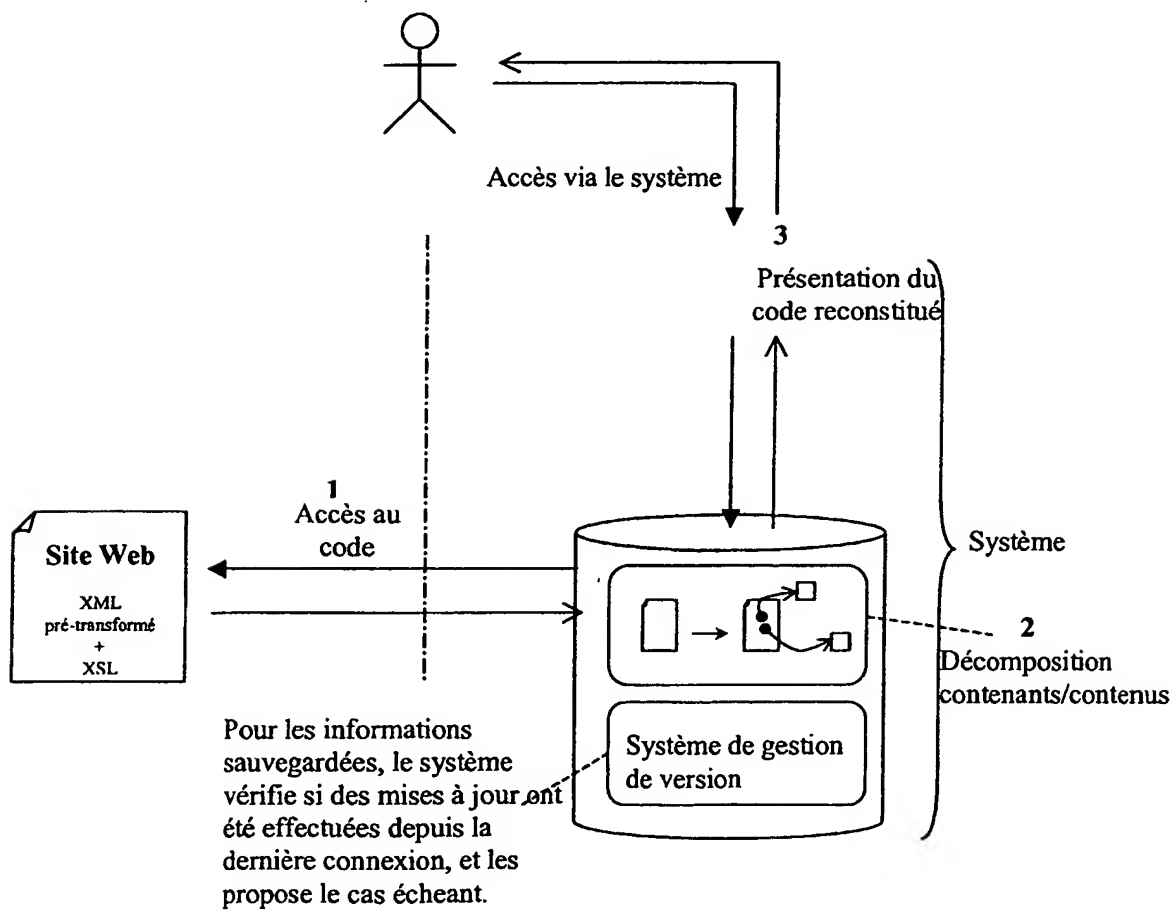 Accès via le système
3
Présentation du
code reconstitué
1
Accès au
code
Site Web
XML
pré-transformé
+
XSL
Système
2
Décomposition
contenants/contenus
Pour les informations
sauvegardées, le système
vérifie si des mises à jour ont
été effectuées depuis la
dernière connexion, et les
propose le cas écheant.
Système de gestion
de version